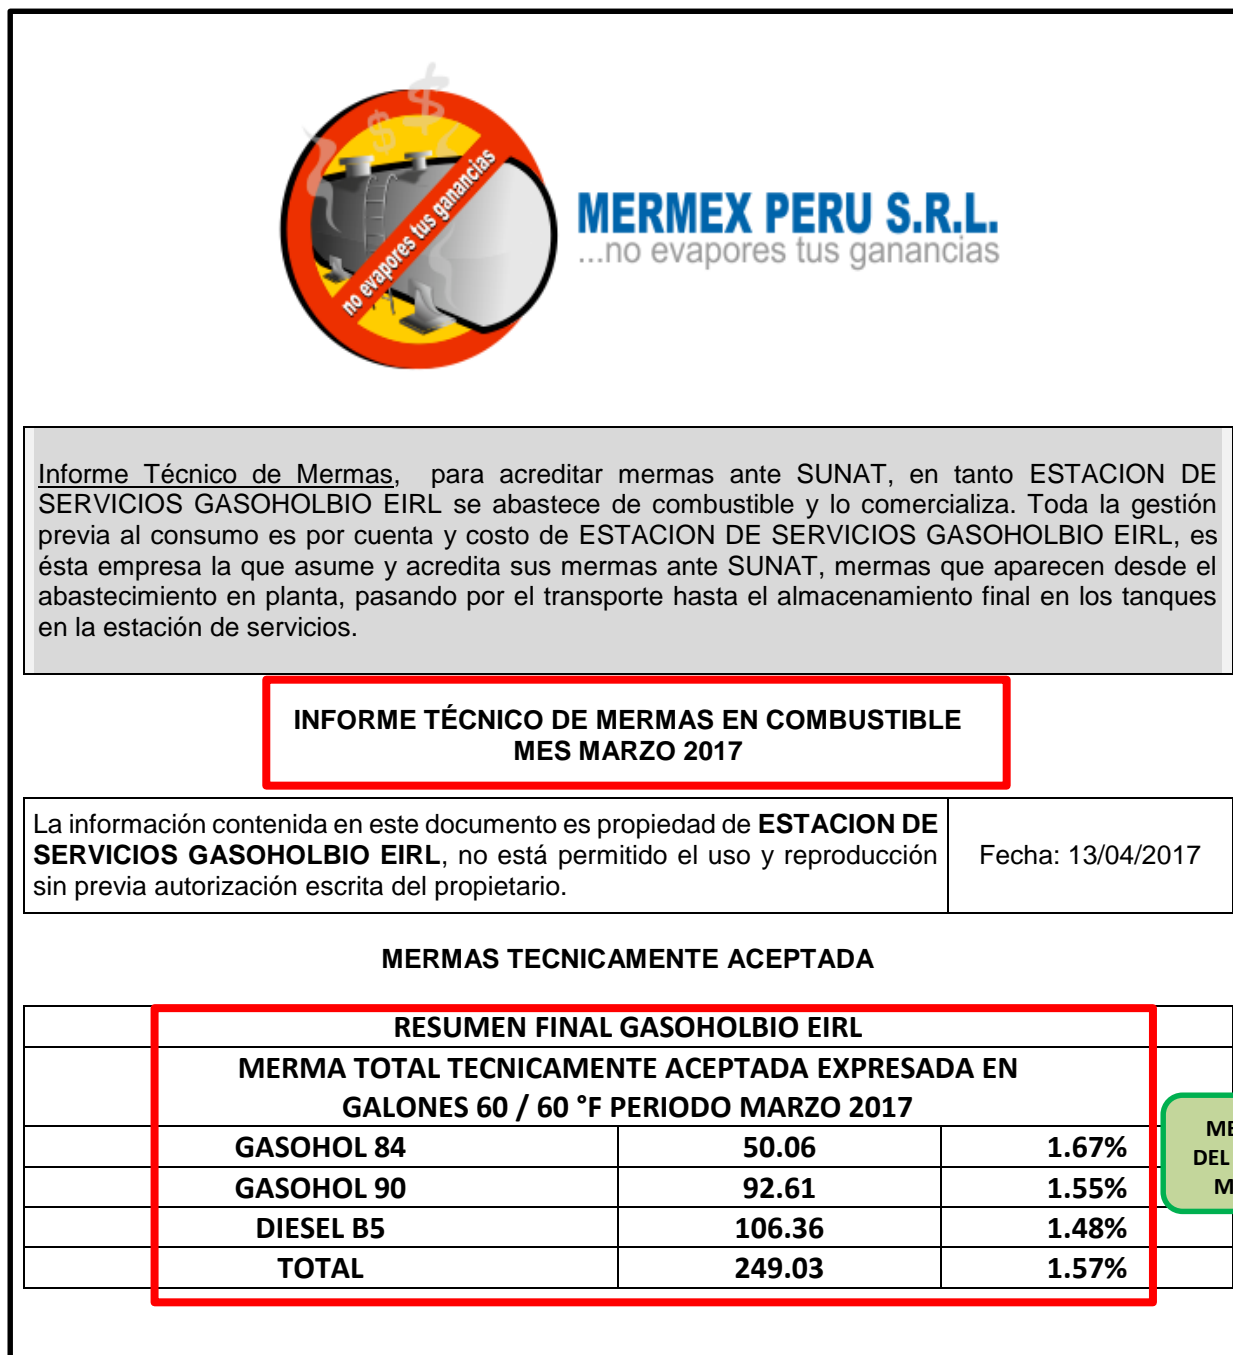 $ $
no evapores tus ganancias
MERMEX PERU S.R.L.
...no evapores tus ganancias
Informe Técnico de Mermas, para acreditar mermas ante SUNAT, en tanto ESTACION DE
SERVICIOS GASOHOLBIO EIRL se abastece de combustible y lo comercializa. Toda la gestión
previa al consumo es por cuenta y costo de ESTACION DE SERVICIOS GASOHOLBIO EIRL, es
ésta empresa la que asume y acredita sus mermas ante SUNAT, mermas que aparecen desde el
abastecimiento en planta, pasando por el transporte hasta el almacenamiento final en los tanques
en la estación de servicios.
INFORME TÉCNICO DE MERMAS EN COMBUSTIBLE
MES MARZO 2017
La información contenida en este documento es propiedad de ESTACION DE
SERVICIOS GASOHOLBIO EIRL, no está permitido el uso y reproducción
sin previa autorización escrita del propietario.
Fecha: 13/04/2017
MERMAS TECNICAMENTE ACEPTADA
RESUMEN FINAL GASOHOLBIO EIRL
MERMA TOTAL TECNICAMENTE ACEPTADA EXPRESADA EN
GALONES 60 / 60 °F PERIODO MARZO 2017
GASOHOL 84 50.06 1.67%
GASOHOL 90 92.61 1.55%
DIESEL B5 106.36 1.48%
TOTAL 249.03 1.57%
DEL